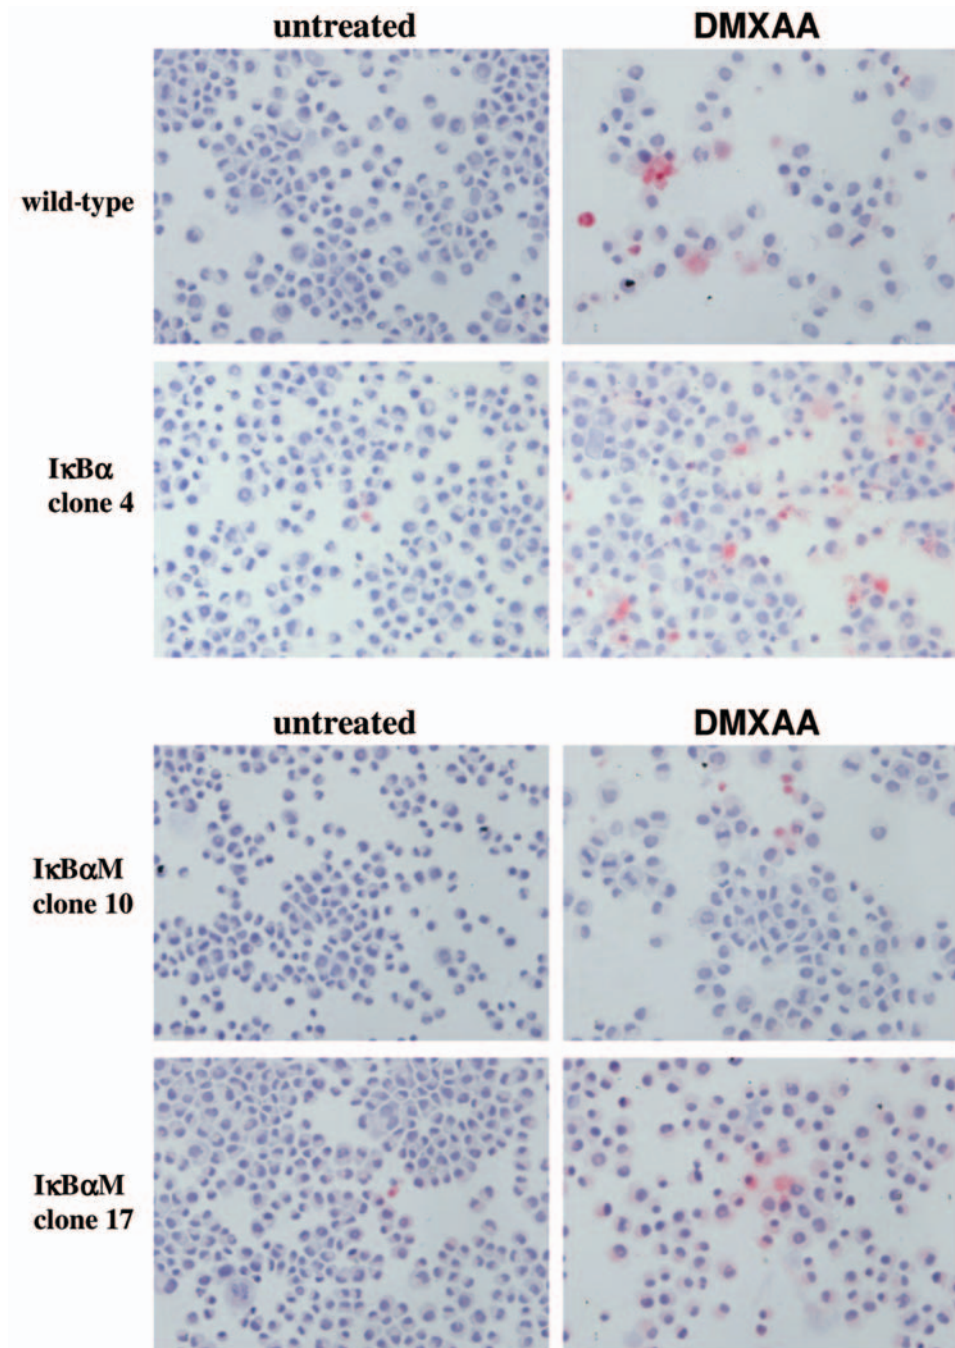 untreated DMXAA
wild-type
IκBα
clone 4
untreated DMXAA
IκBαM
clone 10
IκBαM
clone 17